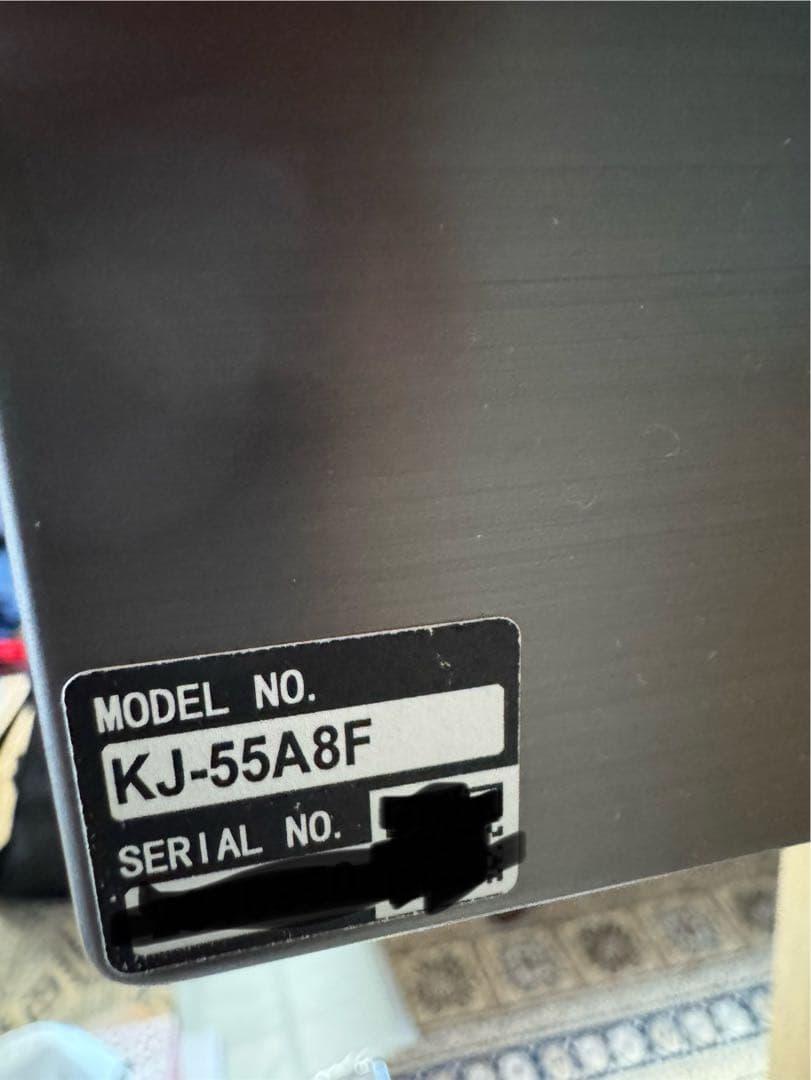 MODEL NO.
KJ-55A8F
SERIAL NO.